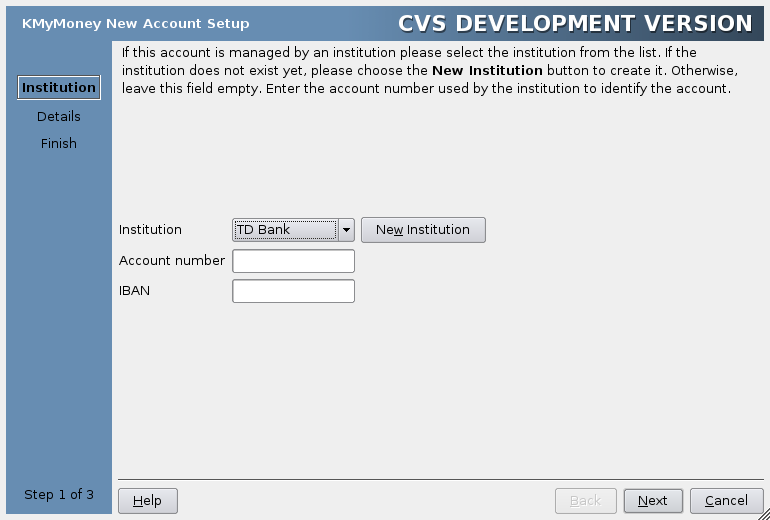 KMyMoney New Account Setup
CVS DEVELOPMENT VERSION
If this account is managed by an institution please select the institution from the list. If the
institution does not exist yet, please choose the New Institution button to create it. Otherwise,
leave this field empty. Enter the account number used by the institution to identify the account.
Institution
Details
Finish
Institution
TD Bank
New Institution
Account number
IBAN
Step 1 of 3
Help
Back
Next
Cancel